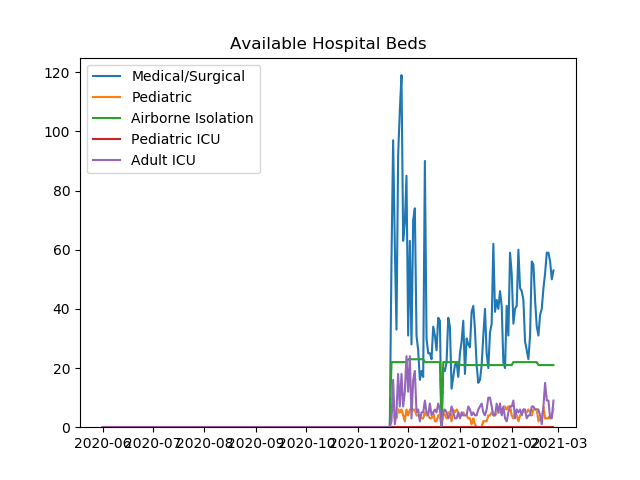 Available Hospital Beds
Medical/Surgical
Pediatric
Airborne Isolation
Pediatric ICU
Adult ICU
120
100
80
60
40
20
0
2020-06 2020-07 2020-08 2020-09 2020-10 2020-11 2020-12 2021-01 2021-02 2021-03